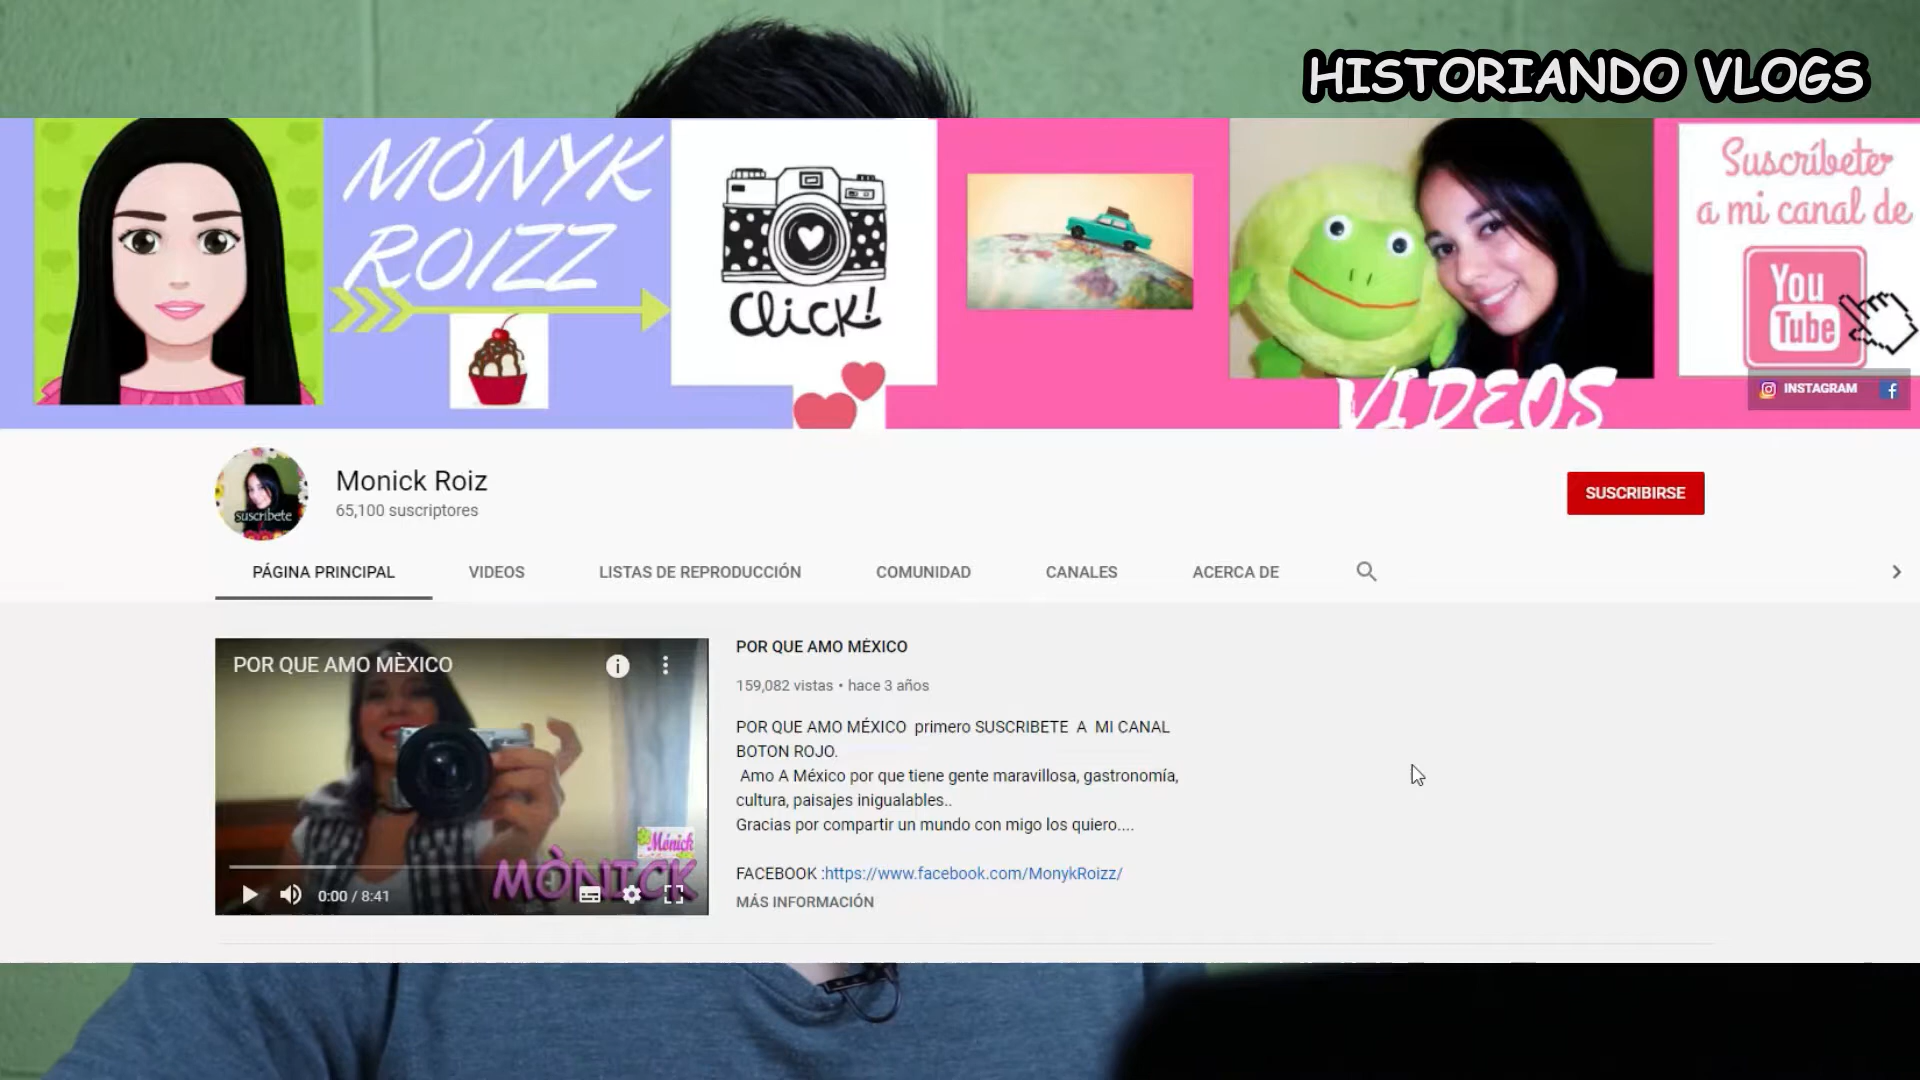 HISTORIANDO VLOGS
MÓNYK
ROIZZ
Click!
VIDEOS
Suscríbete
a mi canal de
You
Tube
INSTAGRAM
suscribete
Monick Roiz
65,100 suscriptores
SUSCRIBIRSE
PÁGINA PRINCIPAL VIDEOS LISTAS DE REPRODUCCIÓN COMUNIDAD CANALES ACERCA DE
POR QUE AMO MÈXICO
Mónick
MÒNICK
0:00 / 8:41
POR QUE AMO MÈXICO
159,082 vistas • hace 3 años
POR QUE AMO MÉXICO primero SUSCRIBETE A MI CANAL
BOTON ROJO.
Amo A México por que tiene gente maravillosa, gastronomía,
cultura, paisajes inigualables..
Gracias por compartir un mundo con migo los quiero....
FACEBOOK :https://www.facebook.com/MonykRoizz/
MÁS INFORMACIÓN